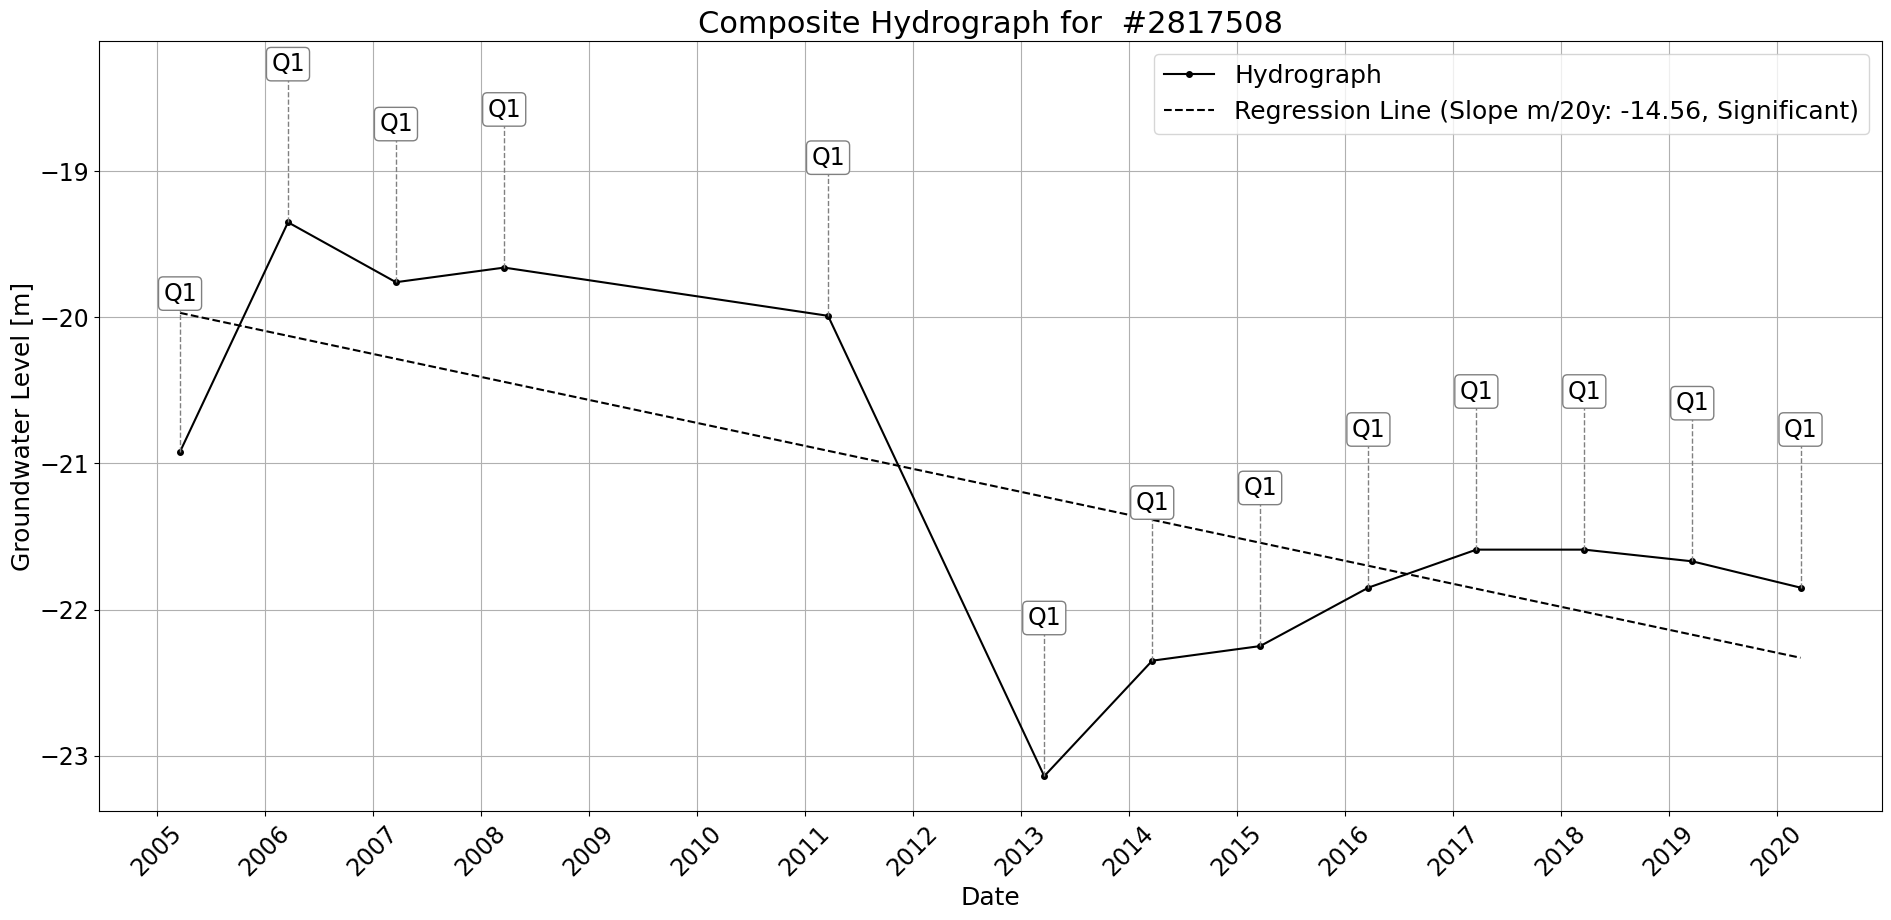 Composite Hydrograph for  #2817508
Hydrograph
Regression Line (Slope m/20y: -14.56, Significant)
Q1
Q1
Q1
Q1
Q1
Q1
Q1
Q1
Q1
Q1
Q1
Q1
Q1
Groundwater Level [m]
−19
−20
−21
−22
−23
2005
2006
2007
2008
2009
2010
2011
2012
2013
2014
2015
2016
2017
2018
2019
2020
Date